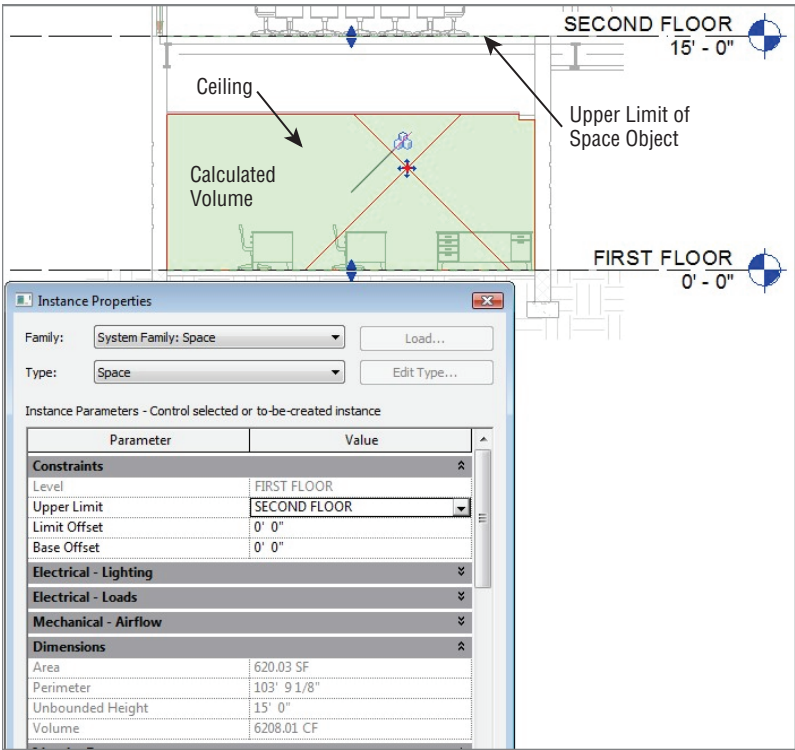 SECOND FLOOR
15' - 0"
Ceiling
Upper Limit of
Space Object
Calculated
Volume
FIRST FLOOR
0' - 0"
Instance Properties
Family: System Family: Space Load...
Type: Space Edit Type...
Instance Parameters - Control selected or to-be-created instance
Parameter Value
Constraints
Level FIRST FLOOR
Upper Limit SECOND FLOOR
Limit Offset 0' 0"
Base Offset 0' 0"
Electrical - Lighting
Electrical - Loads
Mechanical - Airflow
Dimensions
Area 620.03 SF
Perimeter 103' 9 1/8"
Unbounded Height 15' 0"
Volume 6208.01 CF